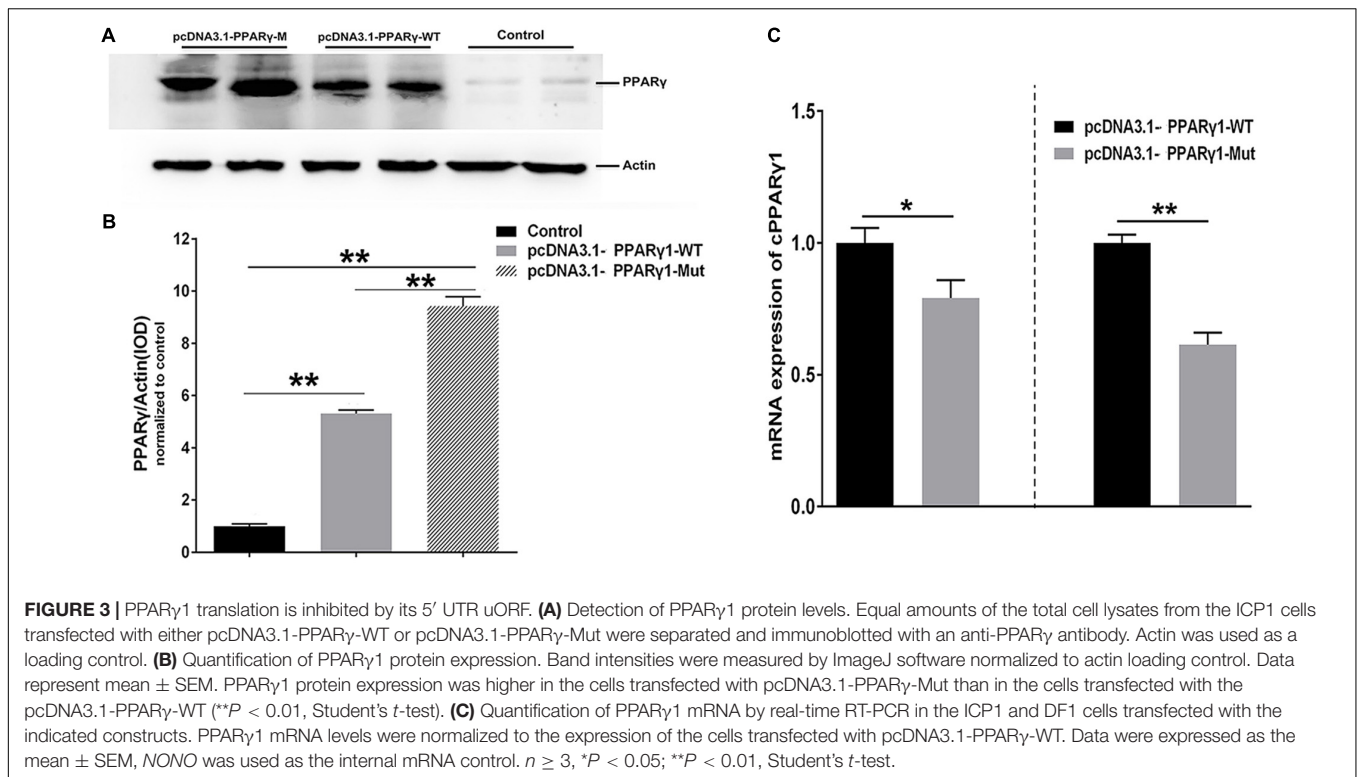 A
pcDNA3.1-PPARγ-M pcDNA3.1-PPARγ-WT Control
PPARγ
Actin
B
Control
pcDNA3.1- PPARγ1-WT
pcDNA3.1- PPARγ1-Mut
PPARγ/Actin(IOD)
normalized to control
12
10
8
6
4
2
0
**
**
**
C
pcDNA3.1- PPARγ1-WT
pcDNA3.1- PPARγ1-Mut
mRNA expression of cPPARγ1
1.5
1.0
0.5
0.0
*
**
FIGURE 3 | PPARγ1 translation is inhibited by its 5′ UTR uORF. (A) Detection of PPARγ1 protein levels. Equal amounts of the total cell lysates from the ICP1 cells
transfected with either pcDNA3.1-PPARγ-WT or pcDNA3.1-PPARγ-Mut were separated and immunoblotted with an anti-PPARγ antibody. Actin was used as a
loading control. (B) Quantification of PPARγ1 protein expression. Band intensities were measured by ImageJ software normalized to actin loading control. Data
represent mean ± SEM. PPARγ1 protein expression was higher in the cells transfected with pcDNA3.1-PPARγ-Mut than in the cells transfected with the
pcDNA3.1-PPARγ-WT (**P < 0.01, Student's t-test). (C) Quantification of PPARγ1 mRNA by real-time RT-PCR in the ICP1 and DF1 cells transfected with the
indicated constructs. PPARγ1 mRNA levels were normalized to the expression of the cells transfected with pcDNA3.1-PPARγ-WT. Data were expressed as the
mean ± SEM, NONO was used as the internal mRNA control. n ≥ 3, *P < 0.05; **P < 0.01, Student's t-test.